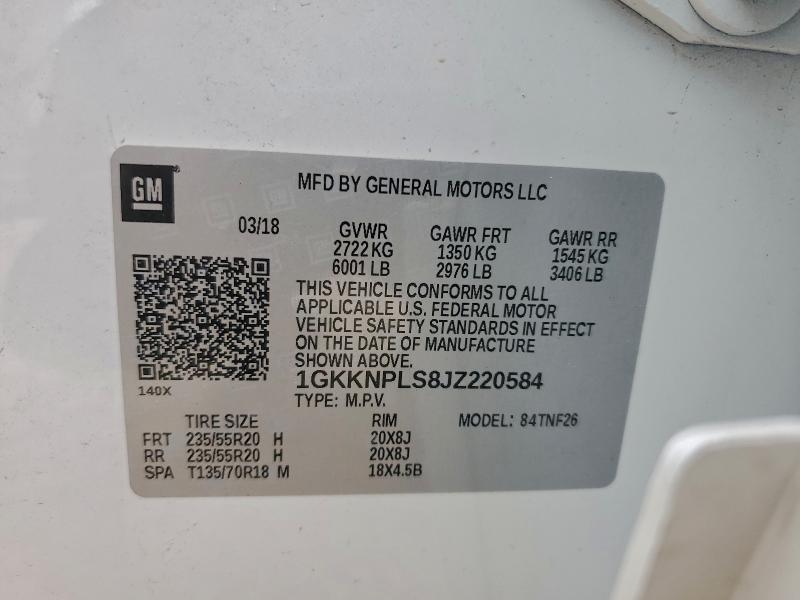 GM
MFD BY GENERAL MOTORS LLC
03/18
GVWR
2722 KG
6001 LB
GAWR FRT
1350 KG
2976 LB
GAWR RR
1545 KG
3406 LB
THIS VEHICLE CONFORMS TO ALL
APPLICABLE U.S. FEDERAL MOTOR
VEHICLE SAFETY STANDARDS IN EFFECT
ON THE DATE OF MANUFACTURE
SHOWN ABOVE.
1GKKNPLS8JZ220584
TYPE: M.P.V.
140X
TIRE SIZE RIM MODEL: 84TNF26
FRT 235/55R20 H 20X8J
RR 235/55R20 H 20X8J
SPA T135/70R18 M 18X4.5B